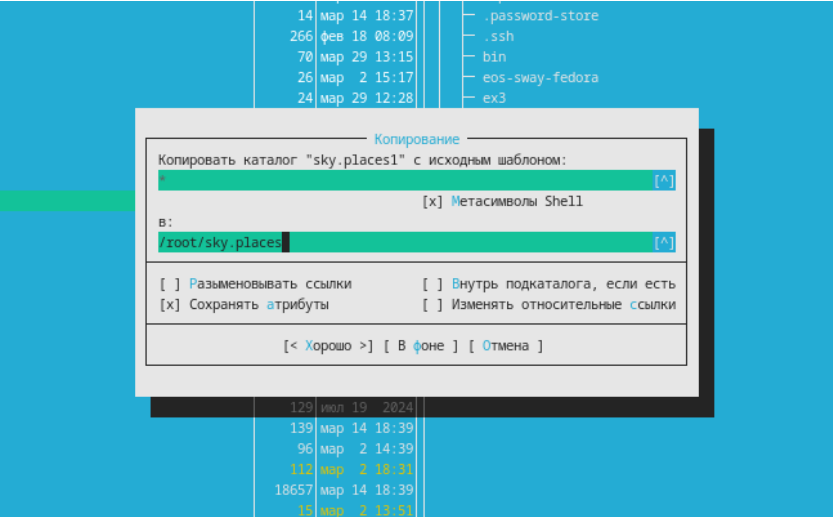 14 мар 14 18:37 .password-store
266 фев 18 08:09 .ssh
70 мар 29 13:15 bin
26 мар 2 15:17 eos-sway-fedora
24 мар 29 12:28 ex3
Копирование
Копировать каталог "sky.places1" с исходным шаблоном:
* [^]
[x] Метасимволы Shell
в:
/root/sky.places [^]
[ ] Разыменовывать ссылки [ ] Внутрь подкаталога, если есть
[x] Сохранять атрибуты [ ] Изменять относительные ссылки
[< Хорошо >] [ В фоне ] [ Отмена ]
129 июл 19 2024
139 мар 14 18:39
96 мар 2 14:39
112 мар 2 18:31
18657 мар 14 18:39
15 мар 2 13:51